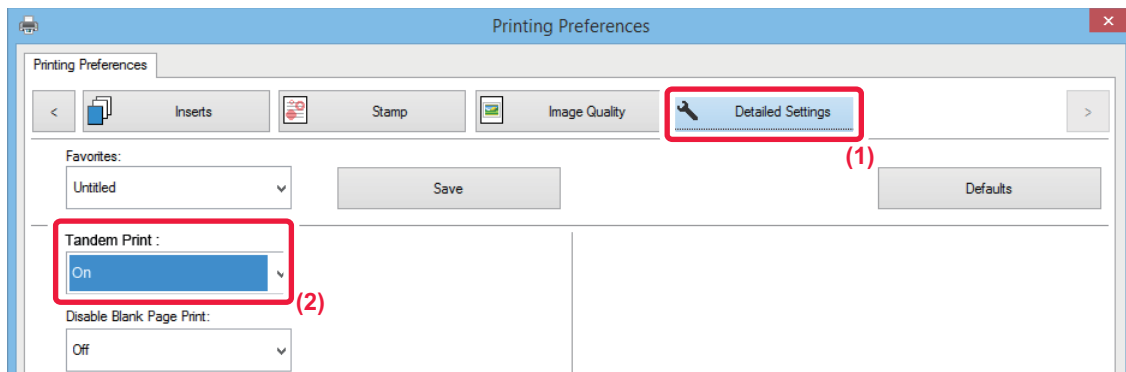 Printing Preferences
Printing Preferences
< Inserts Stamp Image Quality Detailed Settings >
(1)
Favorites:
Untitled Save Defaults
Tandem Print :
On
(2)
Disable Blank Page Print:
Off